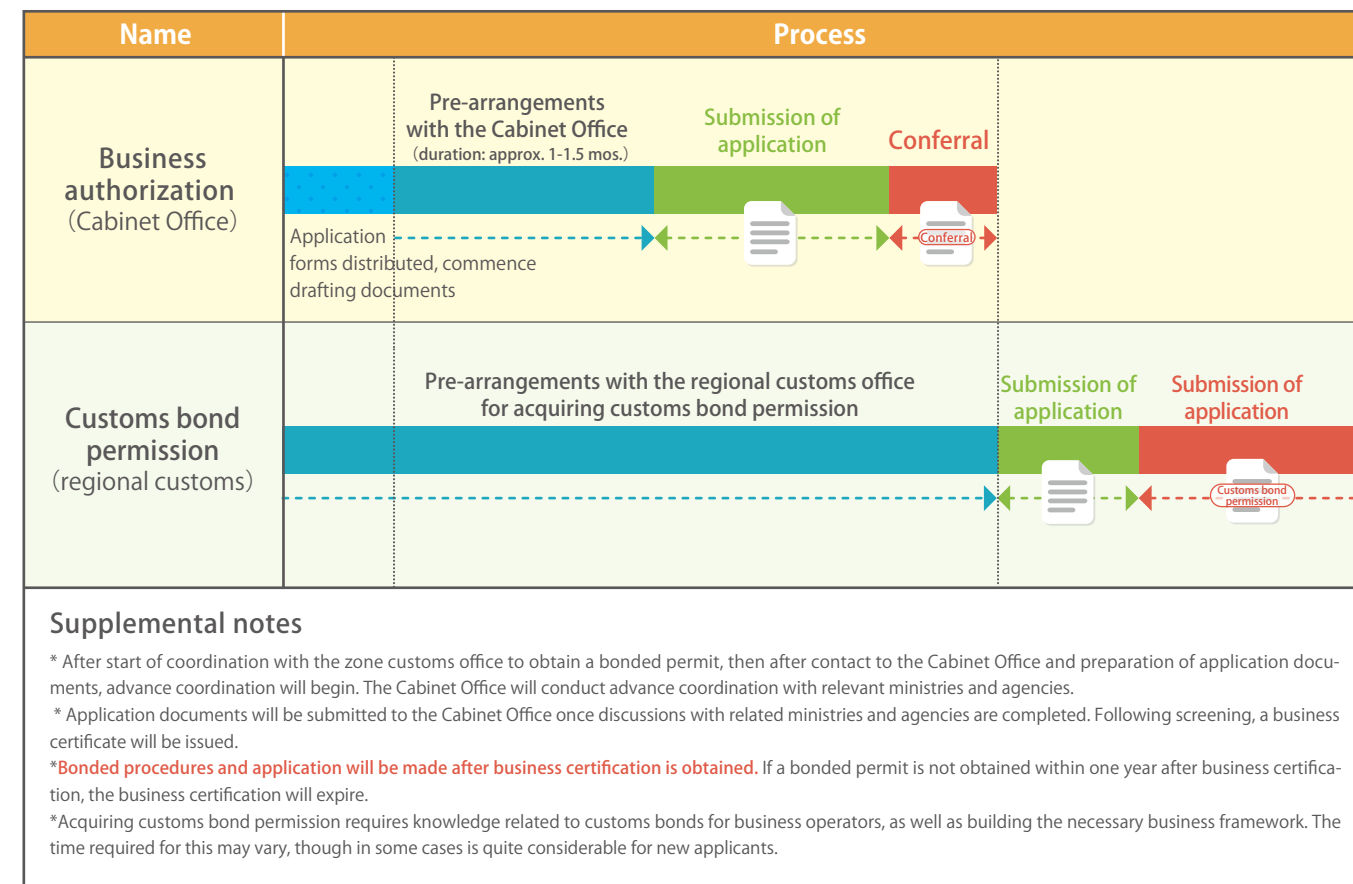 Name
Process
Business
authorization
（Cabinet Office）
Pre-arrangements
with the Cabinet Office
（duration: approx. 1-1.5 mos.）
Submission of
application
Conferral
Application
forms distributed, commence
drafting documents
Conferral
Customs bond
permission
（regional customs）
Pre-arrangements with the regional customs office
for acquiring customs bond permission
Submission of
application
Submission of
application
Customs bond
permission
Supplemental notes
* After start of coordination with the zone customs office to obtain a bonded permit, then after contact to the Cabinet Office and preparation of application docu-
ments, advance coordination will begin. The Cabinet Office will conduct advance coordination with relevant ministries and agencies.
* Application documents will be submitted to the Cabinet Office once discussions with related ministries and agencies are completed. Following screening, a business
certificate will be issued.
*Bonded procedures and application will be made after business certification is obtained. If a bonded permit is not obtained within one year after business certifica-
tion, the business certification will expire.
*Acquiring customs bond permission requires knowledge related to customs bonds for business operators, as well as building the necessary business framework. The
time required for this may vary, though in some cases is quite considerable for new applicants.